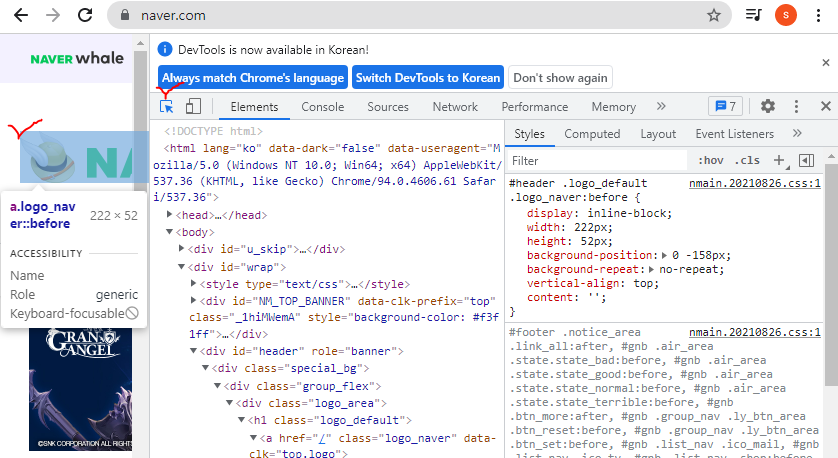 naver.com
S
NAVER whale
N
a.logo_nav
er::before
222 × 52
ACCESSIBILITY
Name
Role generic
Keyboard-focusable
GRAN
ANGEL
©SNK CORPORATION ALL RIGHTS
DevTools is now available in Korean!
Always match Chrome's language
Switch DevTools to Korean
Don't show again
Elements
Console
Sources
Network
Performance
Memory
7
<!DOCTYPE html>
<html lang="ko" data-dark="false" data-useragent="M
ozilla/5.0 (Windows NT 10.0; Win64; x64) AppleWebKit/
537.36 (KHTML, like Gecko) Chrome/94.0.4606.61 Safar
i/537.36">
<head>…</head>
<body>
<div id="u_skip">…</div>
<div id="wrap">
<style type="text/css">…</style>
<div id="NM_TOP_BANNER" data-clk-prefix="top"
class="_1hiMWemA" style="background-color: #f3f
1ff">…</div>
<div id="header" role="banner">
<div class="special_bg">
<div class="group_flex">
<div class="logo_area">
<h1 class="logo_default">
<a href="/" class="logo_naver" data-
clk="top.logo">
Styles
Computed
Layout
Event Listeners
Filter
:hov .cls
#header .logo_default nmain.20210826.css:1
.logo_naver:before {
display: inline-block;
width: 222px;
height: 52px;
background-position: 0 -158px;
background-repeat: no-repeat;
vertical-align: top;
content: '';
}
#footer .notice_area nmain.20210826.css:1
.link_all:after, #gnb .air_area
.state.state_bad:before, #gnb .air_area
.state.state_good:before, #gnb .air_area
.state.state_normal:before, #gnb .air_area
.state.state_terrible:before, #gnb
.btn_more:after, #gnb .group_nav .ly_btn_area
.btn_reset:before, #gnb .group_nav .ly_btn_area
.btn_set:before, #gnb .list_nav .ico_mail, #gnb